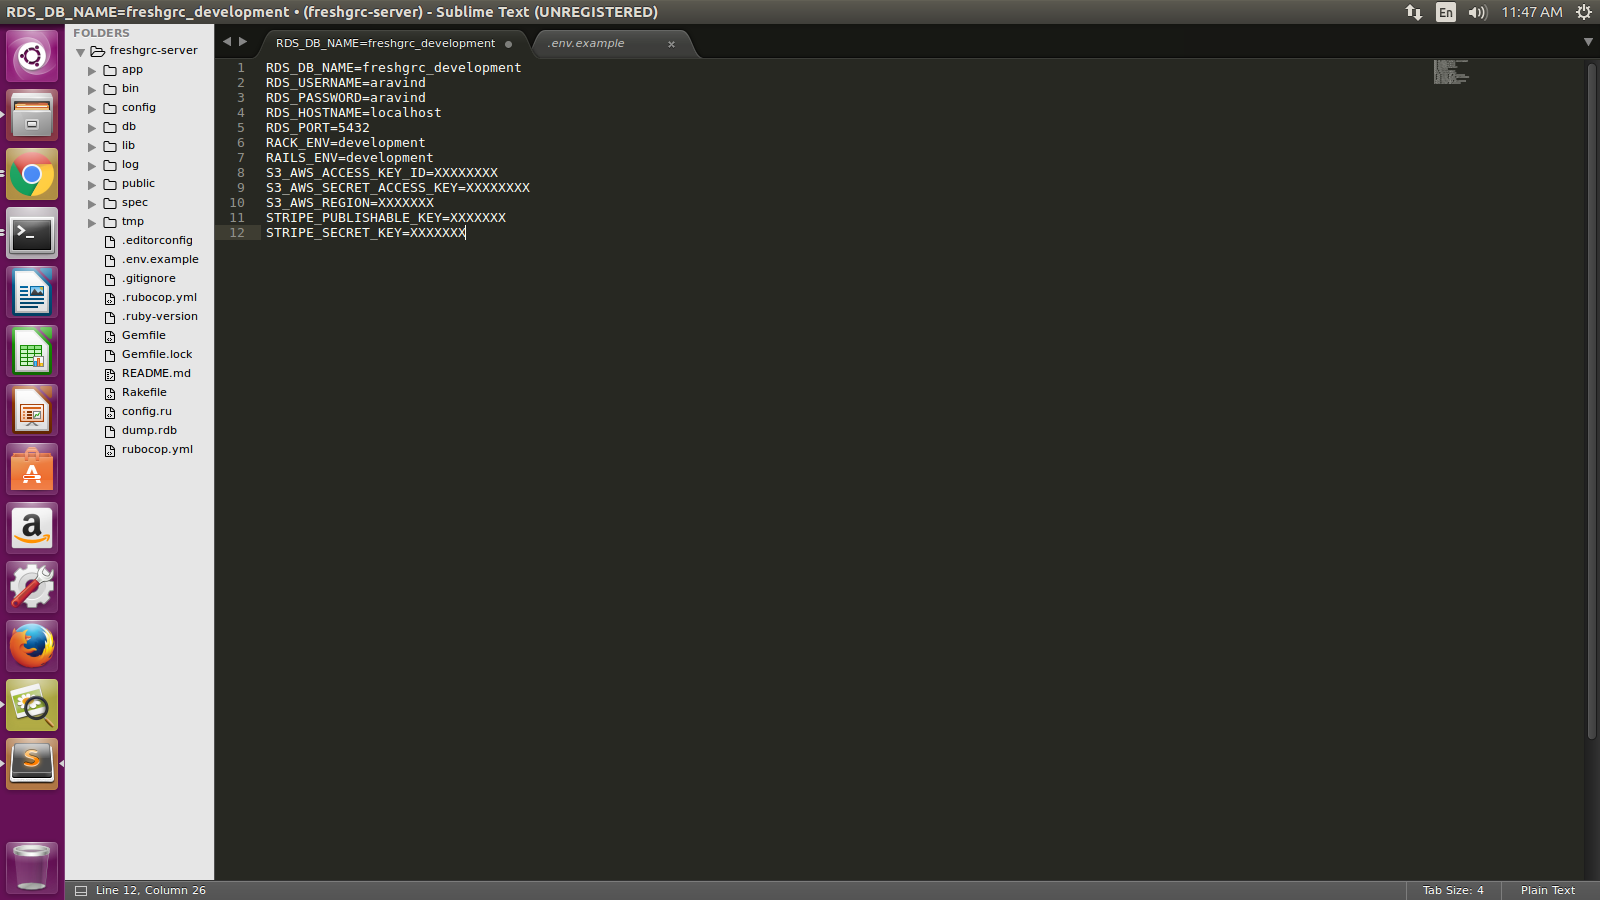 RDS_DB_NAME=freshgrc_development • (freshgrc-server) - Sublime Text (UNREGISTERED)
En
11:47 AM
FOLDERS
freshgrc-server
app
bin
config
db
lib
log
public
spec
tmp
.editorconfig
.env.example
.gitignore
.rubocop.yml
.ruby-version
Gemfile
Gemfile.lock
README.md
Rakefile
config.ru
dump.rdb
rubocop.yml
RDS_DB_NAME=freshgrc_development
.env.example
1 RDS_DB_NAME=freshgrc_development
2 RDS_USERNAME=aravind
3 RDS_PASSWORD=aravind
4 RDS_HOSTNAME=localhost
5 RDS_PORT=5432
6 RACK_ENV=development
7 RAILS_ENV=development
8 S3_AWS_ACCESS_KEY_ID=XXXXXXXX
9 S3_AWS_SECRET_ACCESS_KEY=XXXXXXXX
10 S3_AWS_REGION=XXXXXXX
11 STRIPE_PUBLISHABLE_KEY=XXXXXXX
12 STRIPE_SECRET_KEY=XXXXXXX
Line 12, Column 26
Tab Size: 4
Plain Text